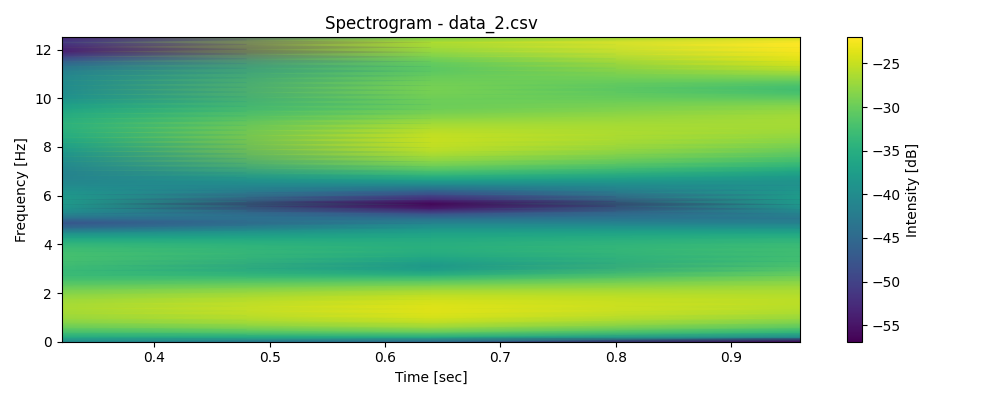 Spectrogram - data_2.csv
12
10
8
6
4
2
0
Frequency [Hz]
0.4 0.5 0.6 0.7 0.8 0.9
Time [sec]
−25
−30
−35
−40
−45
−50
−55
Intensity [dB]